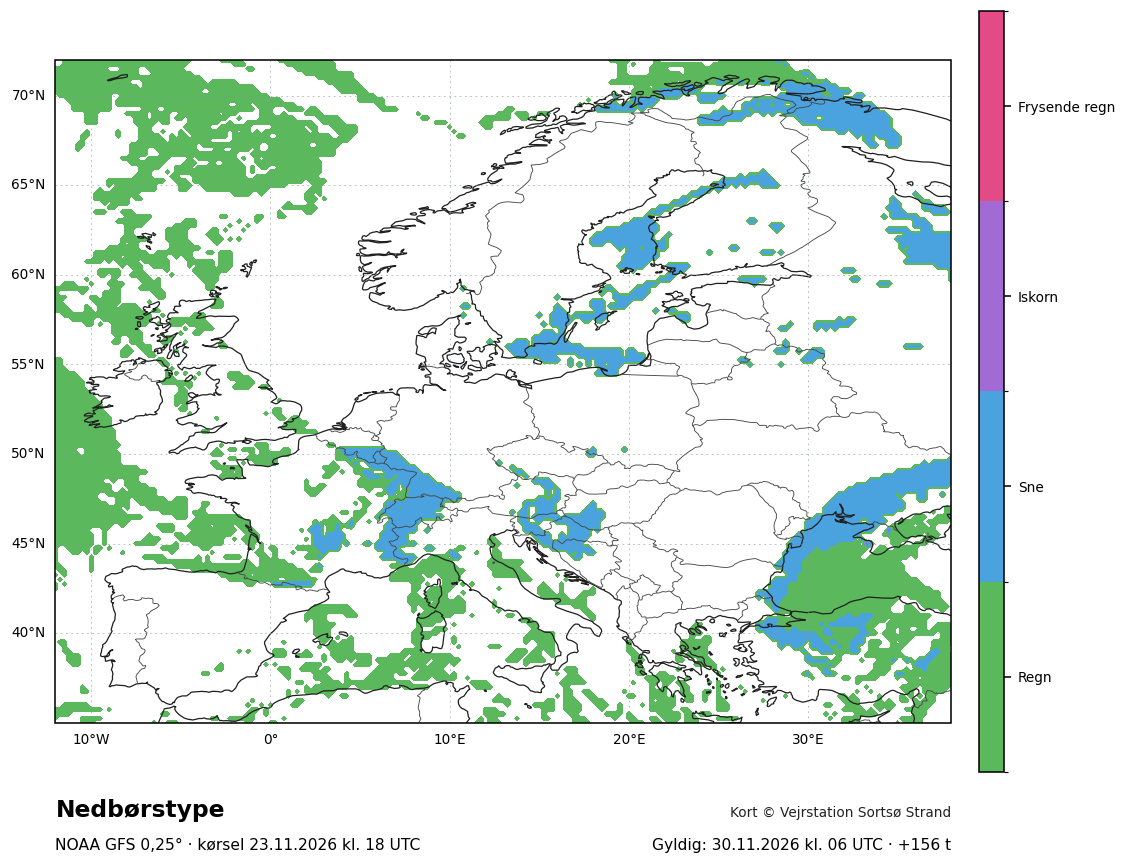 70°N
65°N
60°N
55°N
50°N
45°N
40°N
10°W
0°
10°E
20°E
30°E
Frysende regn
Iskorn
Sne
Regn
Nedbørstype
Kort © Vejrstation Sortsø Strand
NOAA GFS 0,25° · kørsel 23.11.2026 kl. 18 UTC
Gyldig: 30.11.2026 kl. 06 UTC · +156 t